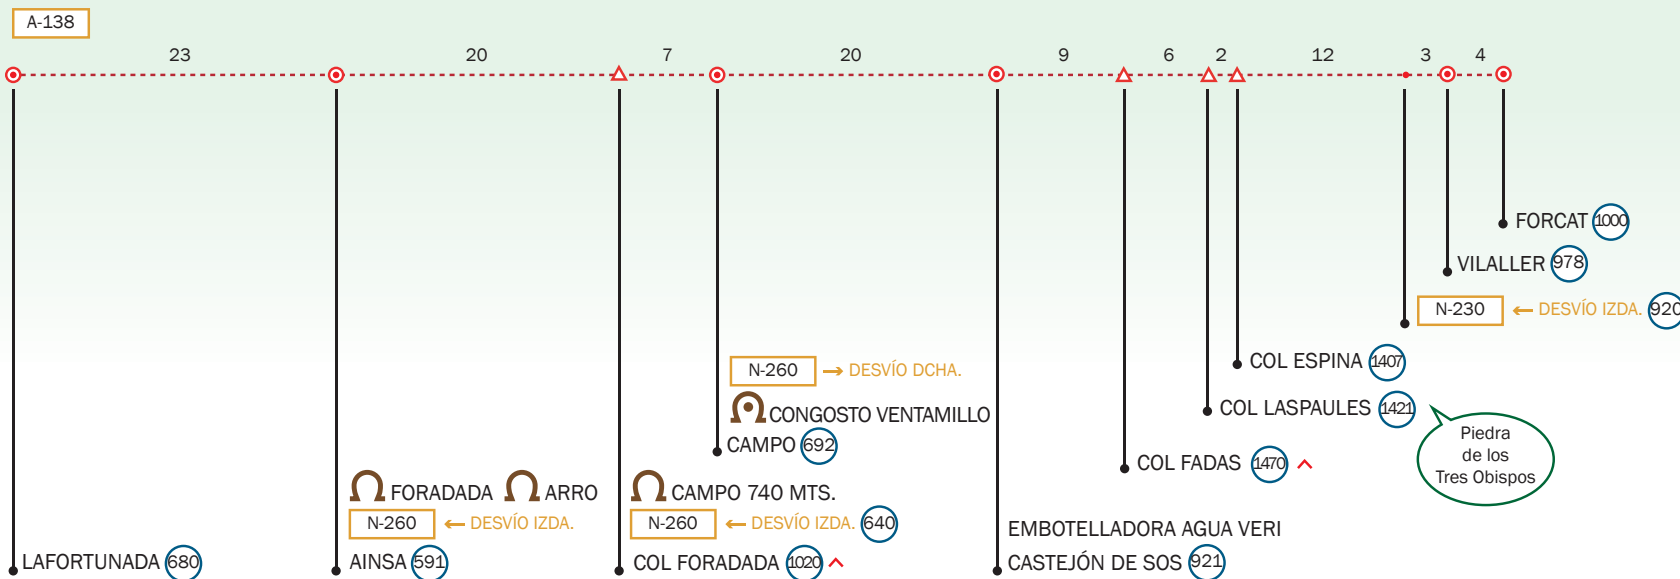 A-138
23 20 7 20 9 6 2 12 3 4
FORCAT 1000
VILALLER 978
N-230 ← DESVÍO IZDA. 920
COL ESPINA 1407
N-260 → DESVÍO DCHA.
CONGOSTO VENTAMILLO
CAMPO 692
COL LASPAULES 1421
Piedra
de los
Tres Obispos
COL FADAS 1470
FORADADA ARRO
N-260 ← DESVÍO IZDA.
AINSA 591
CAMPO 740 MTS.
N-260 ← DESVÍO IZDA. 640
COL FORADADA 1020
EMBOTELLADORA AGUA VERI
CASTEJÓN DE SOS 921
LAFORTUNADA 680